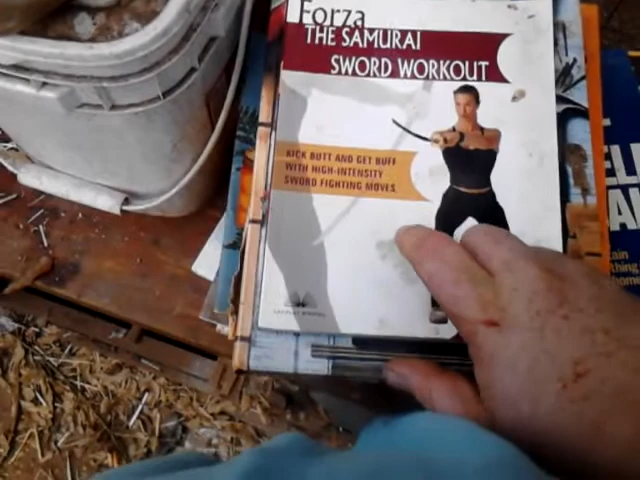 Forza
THE SAMURAI
SWORD WORKOUT
KICK BUTT AND GET BUFF
WITH HIGH-INTENSITY
SWORD FIGHTING MOVES